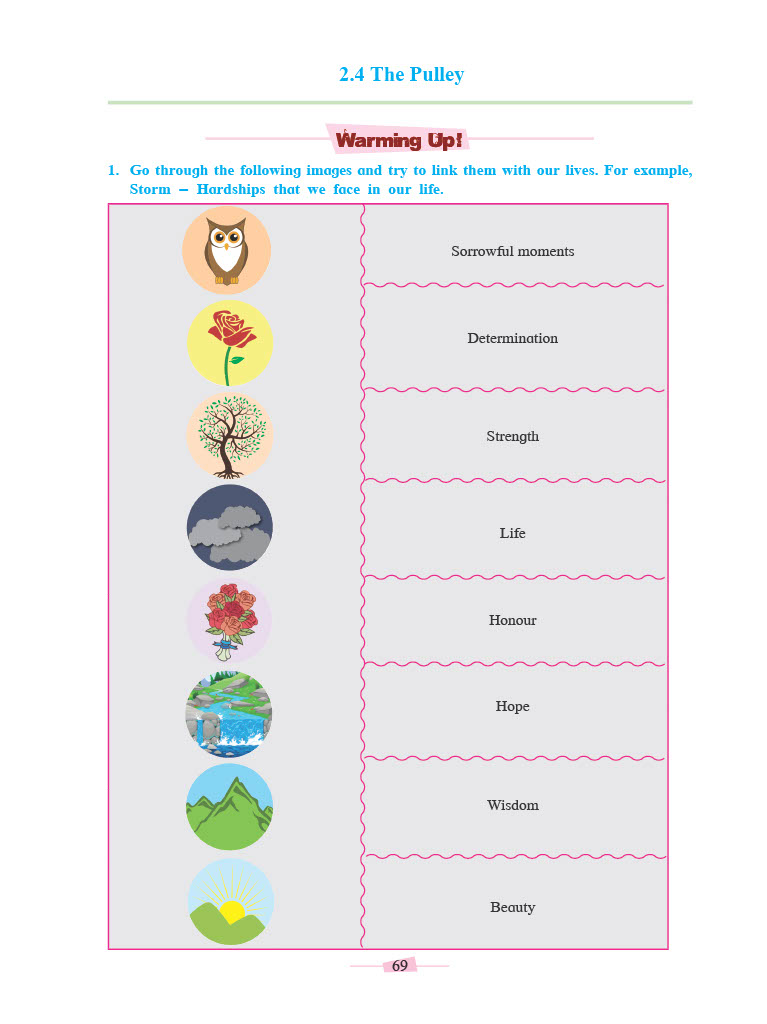 2.4 The Pulley
Warming Up!
1. Go through the following images and try to link them with our lives. For example,
Storm – Hardships that we face in our life.
Sorrowful moments
Determination
Strength
Life
Honour
Hope
Wisdom
Beauty
69